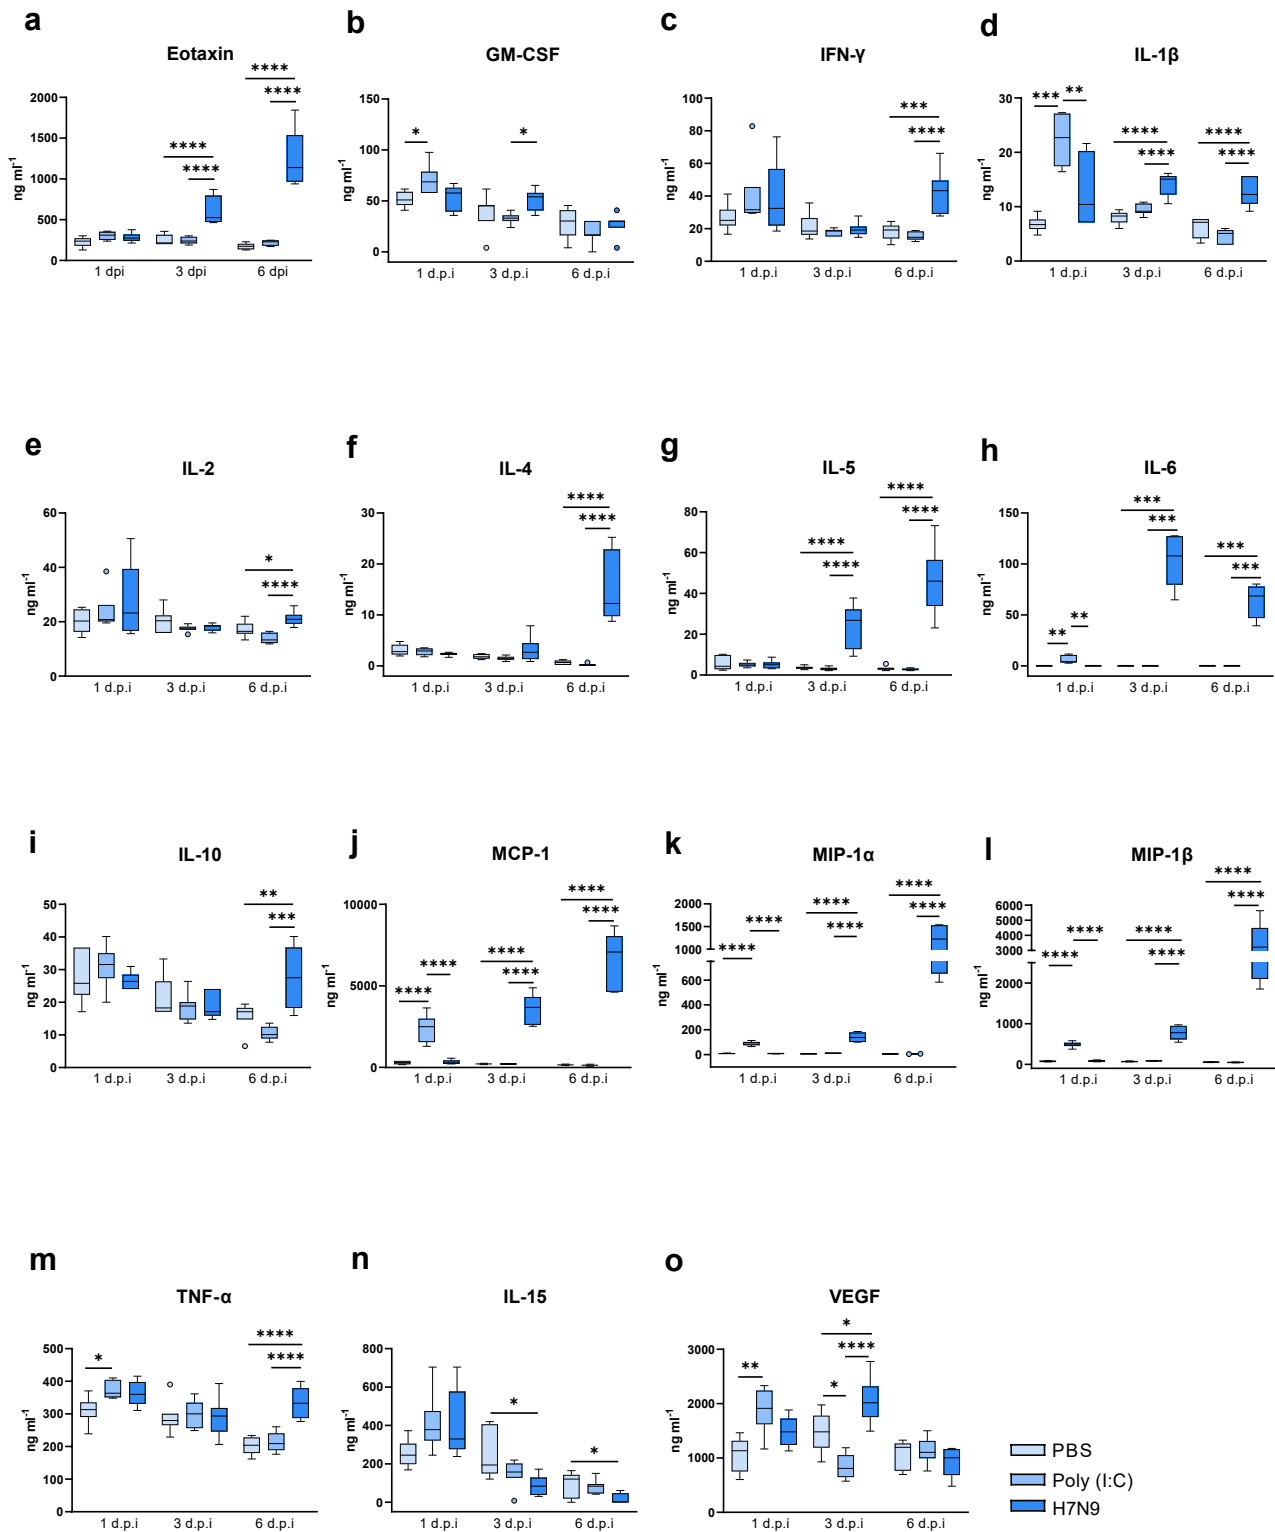 a
Eotaxin
**** 
****
****
****
2000
1500
1000
500
0
ng ml-1
1 dpi
3 dpi
6 dpi
b
GM-CSF
*
*
150
100
50
0
ng ml-1
1 d.p.i
3 d.p.i
6 d.p.i
c
IFN-γ
***
****
100
80
60
40
20
0
ng ml-1
1 d.p.i
3 d.p.i
6 d.p.i
d
IL-1β
***
**
****
****
****
****
30
20
10
0
ng ml-1
1 d.p.i
3 d.p.i
6 d.p.i
e
IL-2
*
****
60
40
20
0
ng ml-1
1 d.p.i
3 d.p.i
6 d.p.i
f
IL-4
****
****
30
20
10
0
ng ml-1
1 d.p.i
3 d.p.i
6 d.p.i
g
IL-5
****
****
****
****
80
60
40
20
0
ng ml-1
1 d.p.i
3 d.p.i
6 d.p.i
h
IL-6
**
**
***
***
***
***
150
100
50
0
ng ml-1
1 d.p.i
3 d.p.i
6 d.p.i
i
IL-10
**
***
50
40
30
20
10
0
ng ml-1
1 d.p.i
3 d.p.i
6 d.p.i
j
MCP-1
****
****
****
****
****
****
10000
5000
0
ng ml-1
1 d.p.i
3 d.p.i
6 d.p.i
k
MIP-1α
****
****
****
****
****
****
2000
1500
1000
600
400
200
0
ng ml-1
1 d.p.i
3 d.p.i
6 d.p.i
l
MIP-1β
****
****
****
****
****
****
6000
5000
4000
3000
2000
1000
0
ng ml-1
1 d.p.i
3 d.p.i
6 d.p.i
m
TNF-α
*
****
****
500
400
300
200
100
0
ng ml-1
1 d.p.i
3 d.p.i
6 d.p.i
n
IL-15
*
*
800
600
400
200
0
ng ml-1
1 d.p.i
3 d.p.i
6 d.p.i
o
VEGF
**
*
*
****
3000
2000
1000
0
ng ml-1
1 d.p.i
3 d.p.i
6 d.p.i
PBS
Poly (I:C)
H7N9